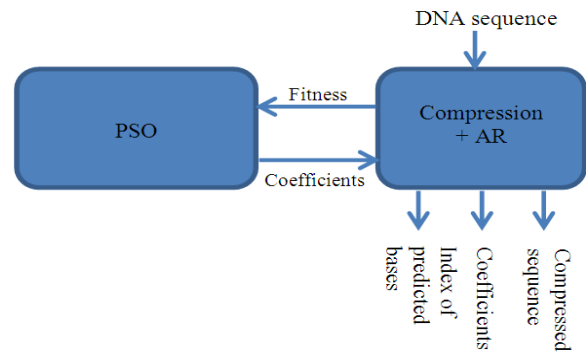 DNA sequence
Fitness
PSO
Compression
+ AR
Coefficients
Index of
predicted
bases
Coefficients
Compressed
sequence